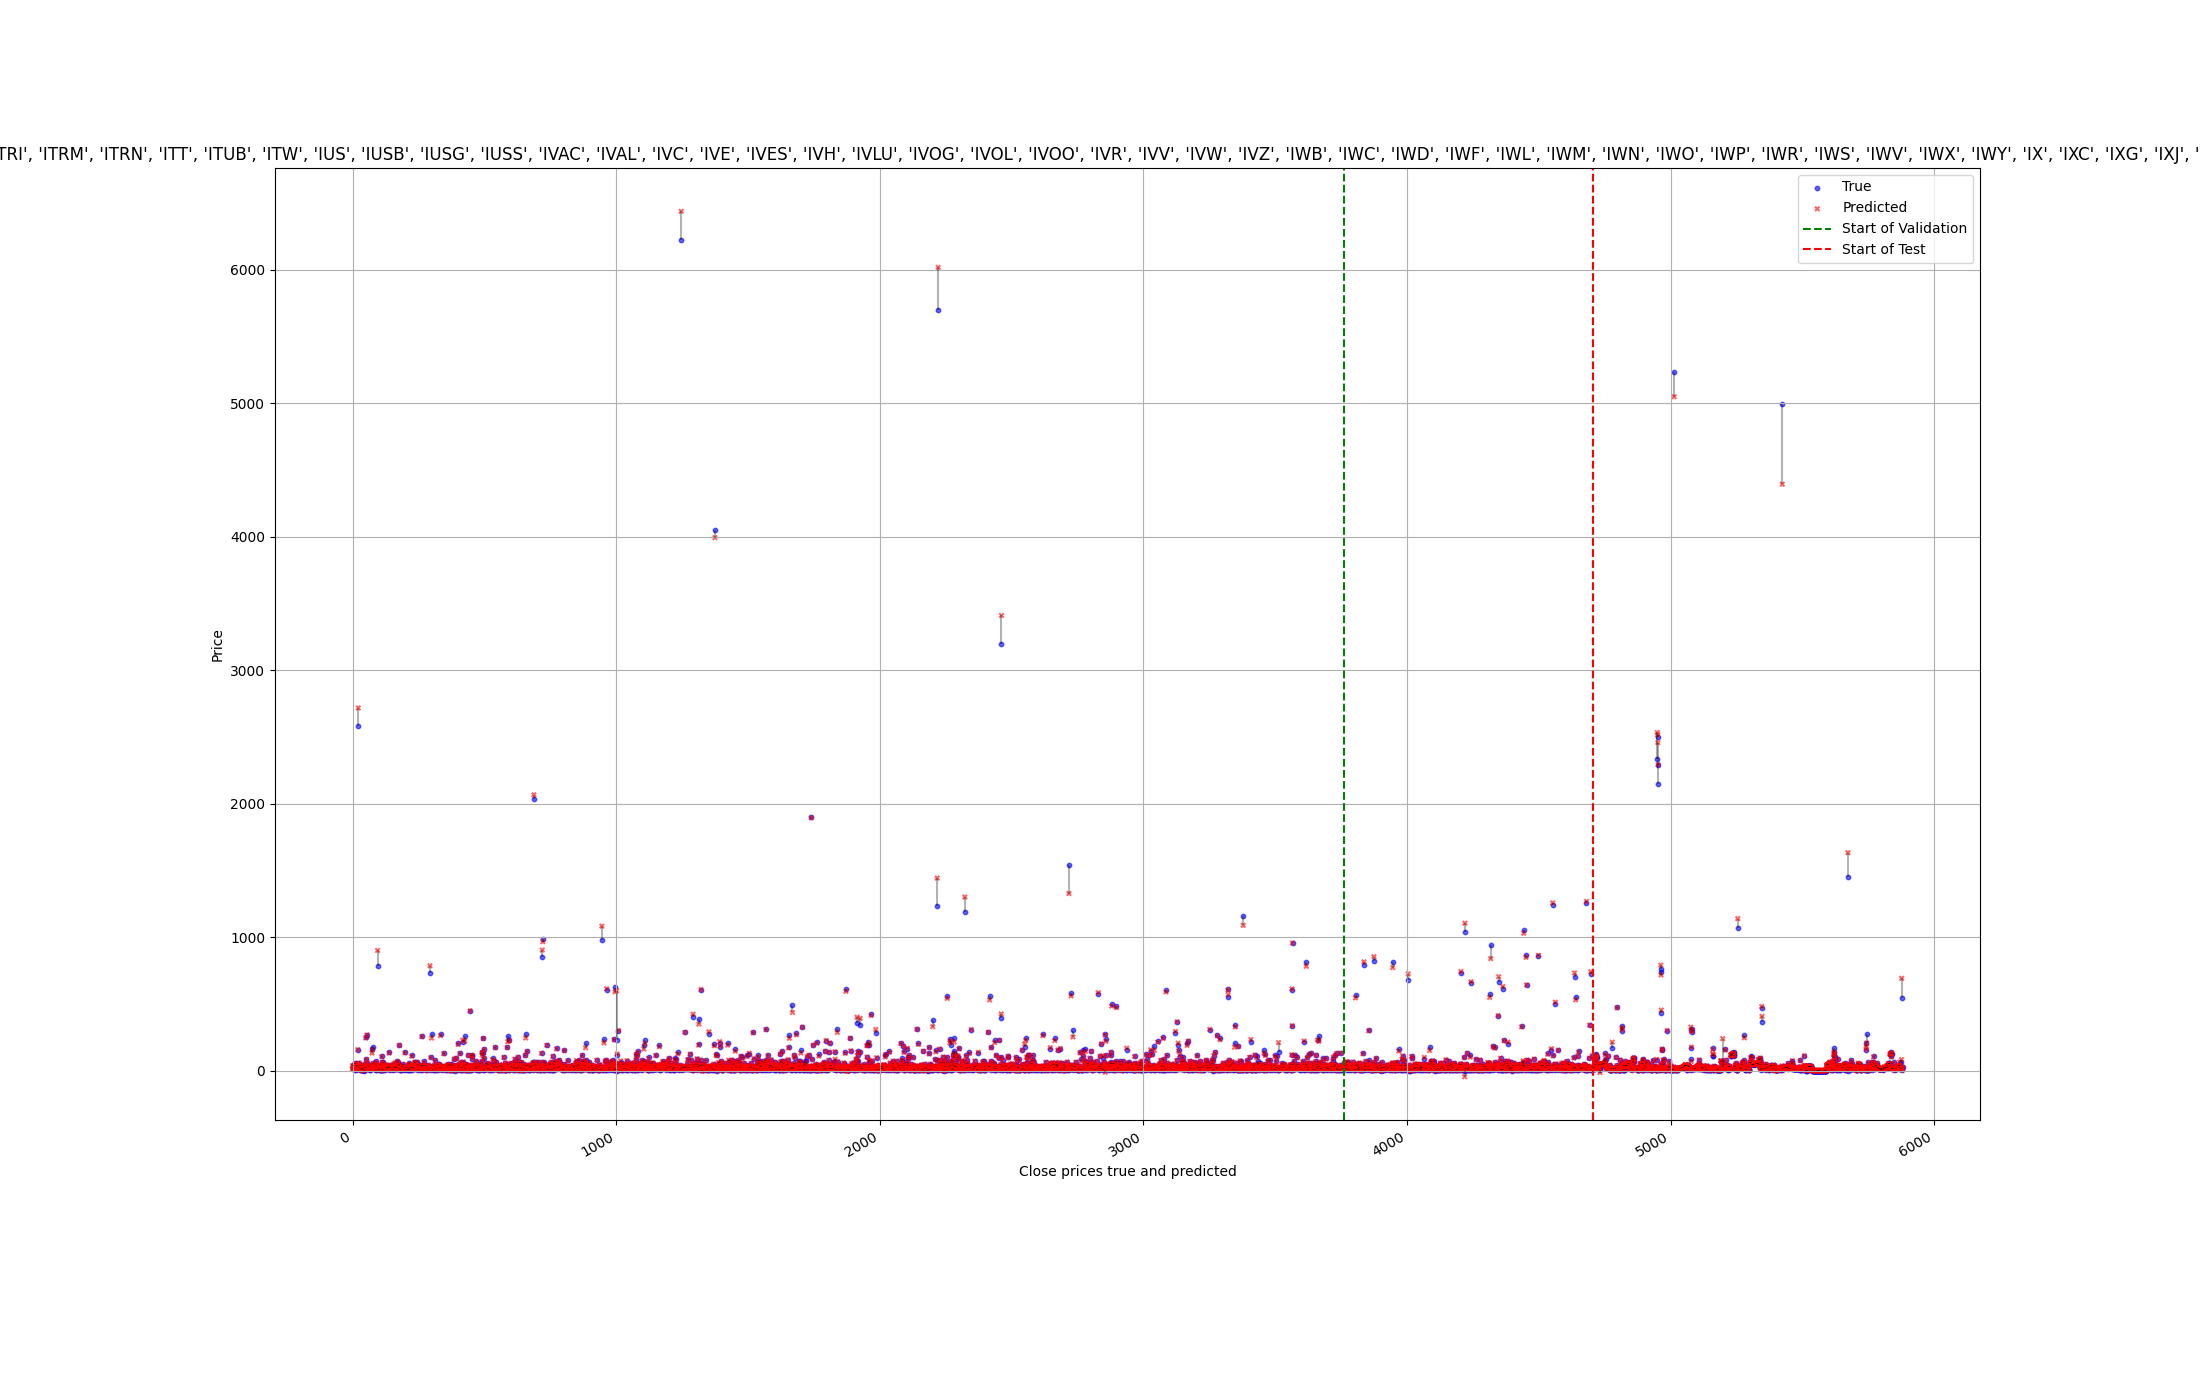 TRI', 'ITRM', 'ITRN', 'ITT', 'ITUB', 'ITW', 'IUS', 'IUSB', 'IUSG', 'IUSS', 'IVAC', 'IVAL', 'IVC', 'IVE', 'IVES', 'IVH', 'IVLU', 'IVOG', 'IVOL', 'IVOO', 'IVR', 'IVV', 'IVW', 'IVZ', 'IWB', 'IWC', 'IWD', 'IWF', 'IWL', 'IWM', 'IWN', 'IWO', 'IWP', 'IWR', 'IWS', 'IWV', 'IWX', 'IWY', 'IX', 'IXC', 'IXG', 'IXJ', '
True
Predicted
Start of Validation
Start of Test
6000
5000
4000
3000
2000
1000
0
Price
0 1000 2000 3000 4000 5000 6000
Close prices true and predicted